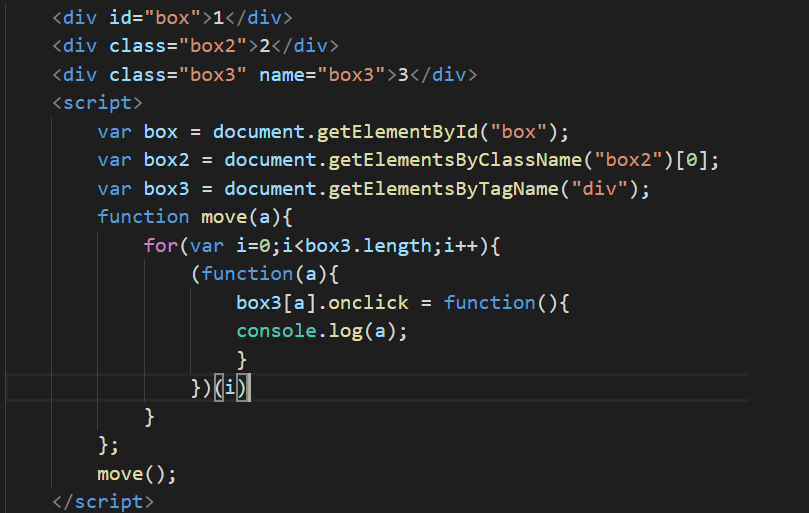 <div id="box">1</div>
<div class="box2">2</div>
<div class="box3" name="box3">3</div>
<script>
var box = document.getElementById("box");
var box2 = document.getElementsByClassName("box2")[0];
var box3 = document.getElementsByTagName("div");
function move(a){
for(var i=0;i<box3.length;i++){
(function(a){
box3[a].onclick = function(){
console.log(a);
}
})(i)
}
};
move();
</script>